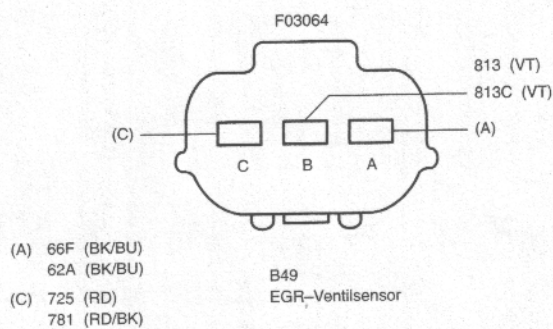 F03064
813 (VT)
813C (VT)
(C)
(A)
C B A
(A) 66F (BK/BU)
62A (BK/BU)
(C) 725 (RD)
781 (RD/BK)
B49
EGR–Ventilsensor